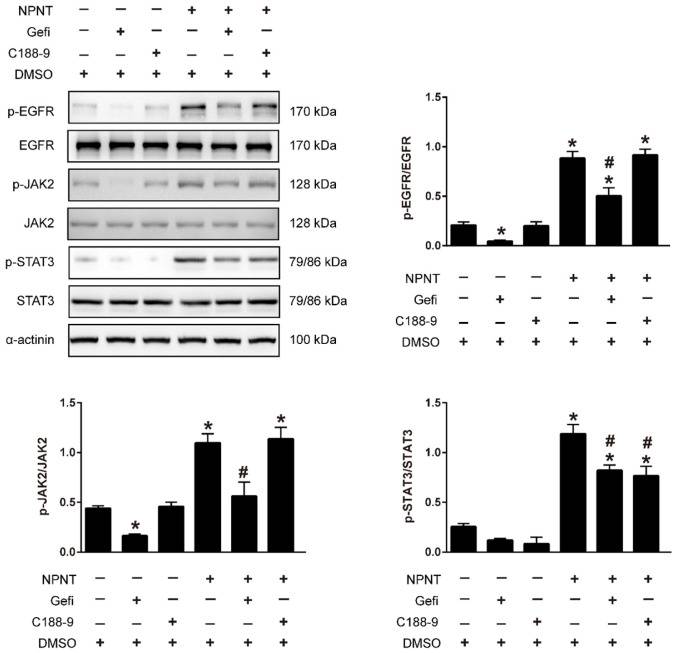 NPNT – – – + + +
Gefi – + – – + –
C188-9 – – + – – +
DMSO + + + + + +
p-EGFR 170 kDa
EGFR 170 kDa
p-JAK2 128 kDa
JAK2 128 kDa
p-STAT3 79/86 kDa
STAT3 79/86 kDa
α-actinin 100 kDa
p-EGFR/EGFR
1.5
1.0
0.5
0.0
* * # * *
NPNT – – – + + +
Gefi – + – – + –
C188-9 – – + – – +
DMSO + + + + + +
p-JAK2/JAK2
1.5
1.0
0.5
0.0
* * # *
NPNT – – – + + +
Gefi – + – – + –
C188-9 – – + – – +
DMSO + + + + + +
p-STAT3/STAT3
1.5
1.0
0.5
0.0
* # * # *
NPNT – – – + + +
Gefi – + – – + –
C188-9 – – + – – +
DMSO + + + + + +